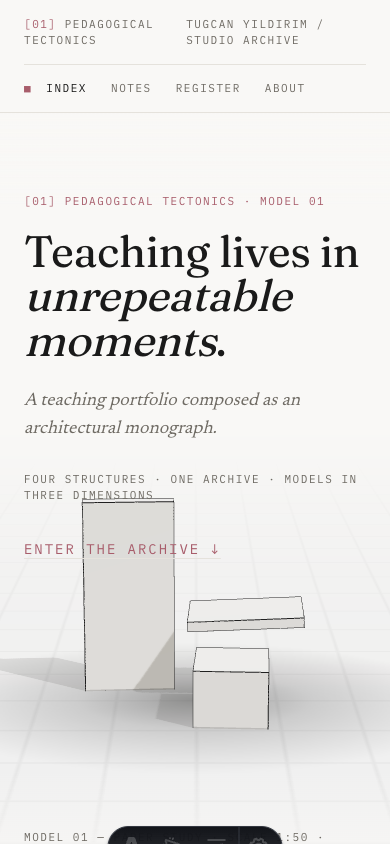 [01] PEDAGOGICAL TECTONICS
TUGCAN YILDIRIM / STUDIO ARCHIVE
INDEX NOTES REGISTER ABOUT
[01] PEDAGOGICAL TECTONICS · MODEL 01
Teaching lives in
unrepeatable
moments.
A teaching portfolio composed as an
architectural monograph.
FOUR STRUCTURES · ONE ARCHIVE · MODELS IN
THREE DIMENSIONS
ENTER THE ARCHIVE ↓
MODEL 01 — :50 ·